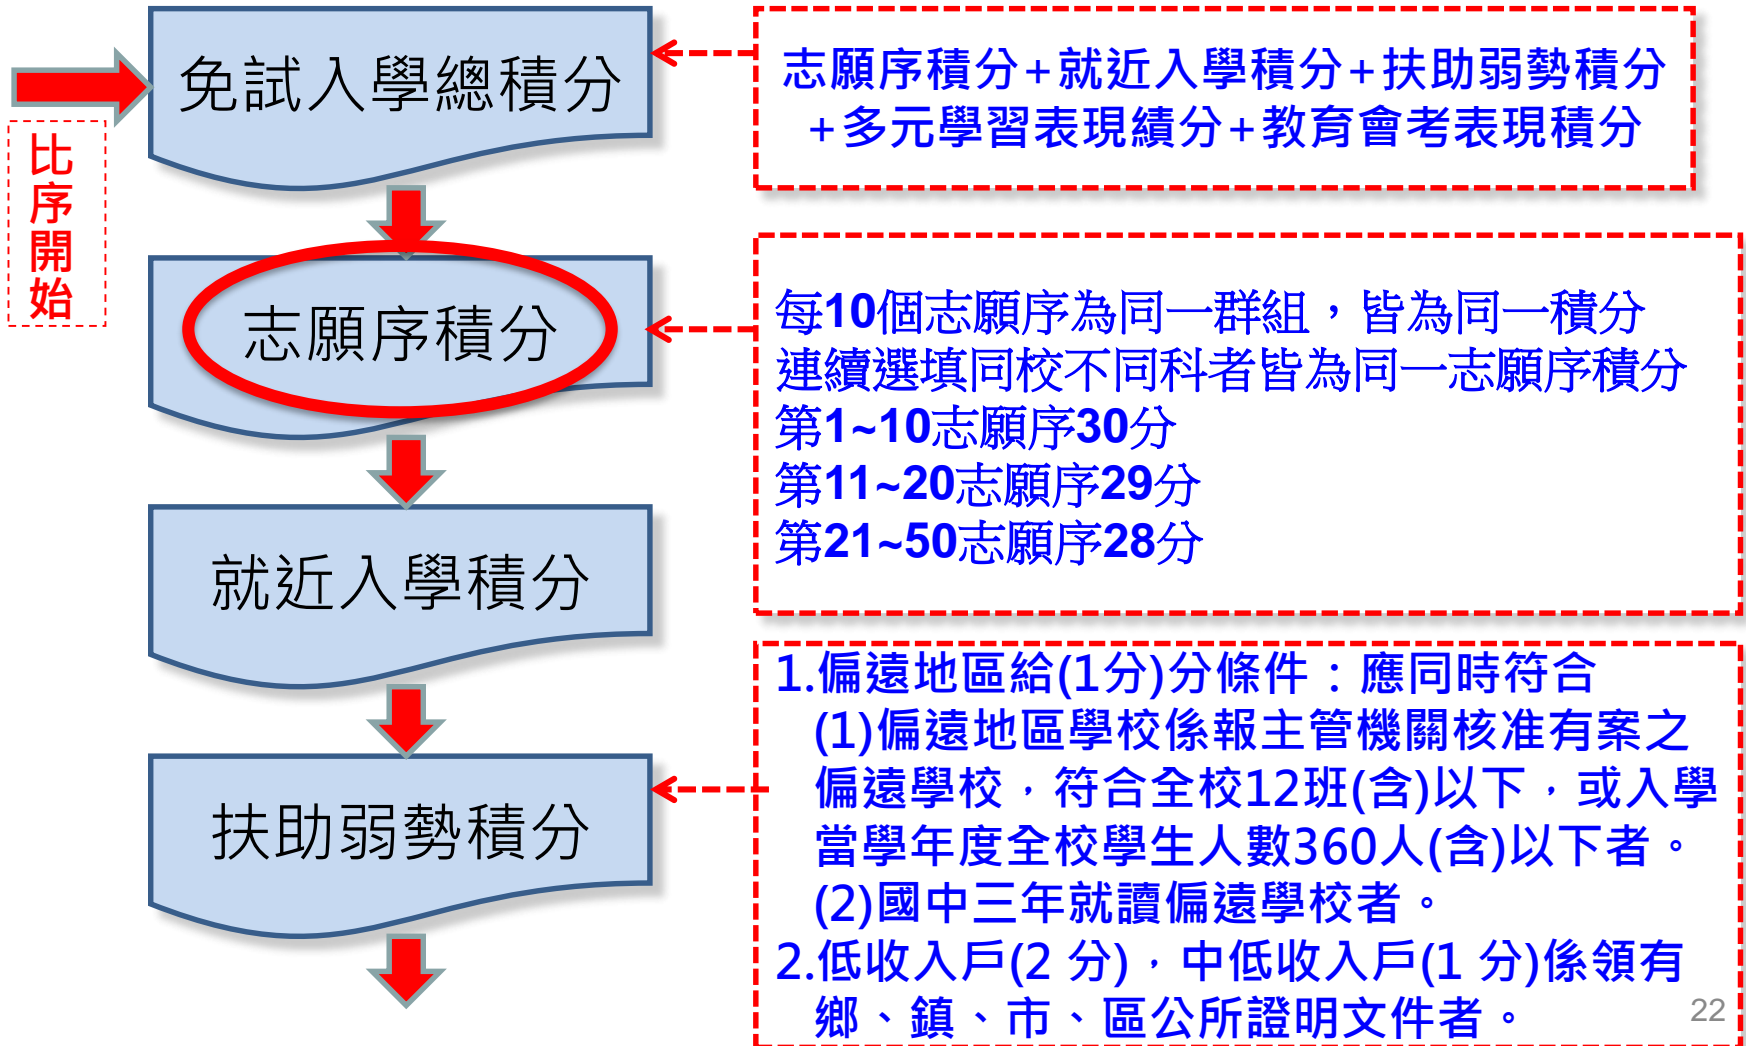 免試入學總積分
志願序積分+就近入學積分+扶助弱勢積分
+多元學習表現績分+教育會考表現積分
比序開始
志願序積分
每10個志願序為同一群組，皆為同一積分
連續選填同校不同科者皆為同一志願序積分
第1~10志願序30分
第11~20志願序29分
第21~50志願序28分
就近入學積分
扶助弱勢積分
1.偏遠地區給(1分)分條件：應同時符合
(1)偏遠地區學校係報主管機關核准有案之
偏遠學校，符合全校12班(含)以下，或入學
當學年度全校學生人數360人(含)以下者。
(2)國中三年就讀偏遠學校者。
2.低收入戶(2 分)，中低收入戶(1 分)係領有
鄉、鎮、市、區公所證明文件者。
22